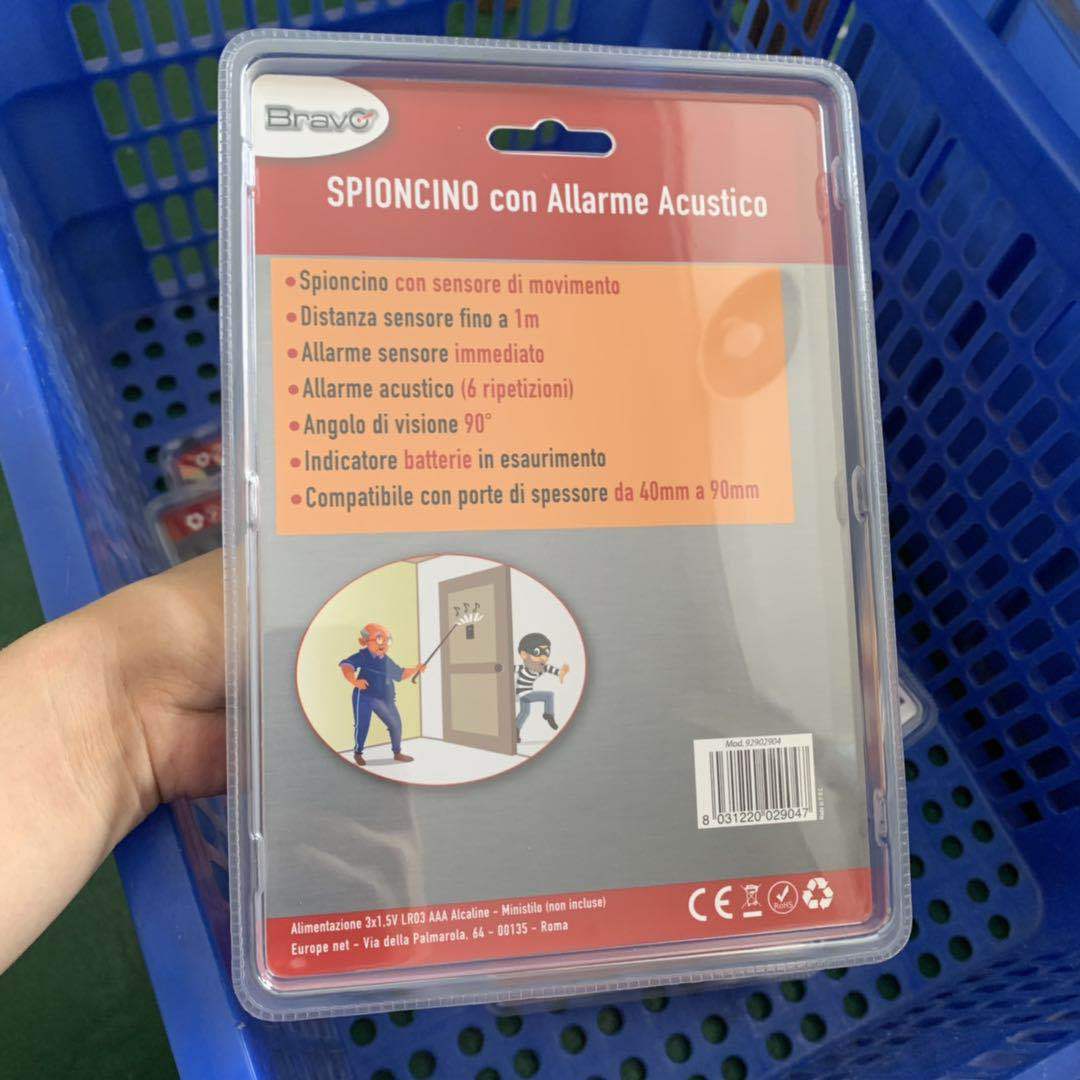 Bravo
SPIONCINO con Allarme Acustico
•Spioncino con sensore di movimento
•Distanza sensore fino a 1m
•Allarme sensore immediato
•Allarme acustico (6 ripetizioni)
•Angolo di visione 90°
•Indicatore batterie in esaurimento
•Compatibile con porte di spessore da 40mm a 90mm
Mod. 92902904
8 031220 029047
CE
RoHS
Alimentazione 3x1,5V LR03 AAA Alcaline - Ministilo (non incluse)
Europe net - Via della Palmarola, 64 - 00135 - Roma